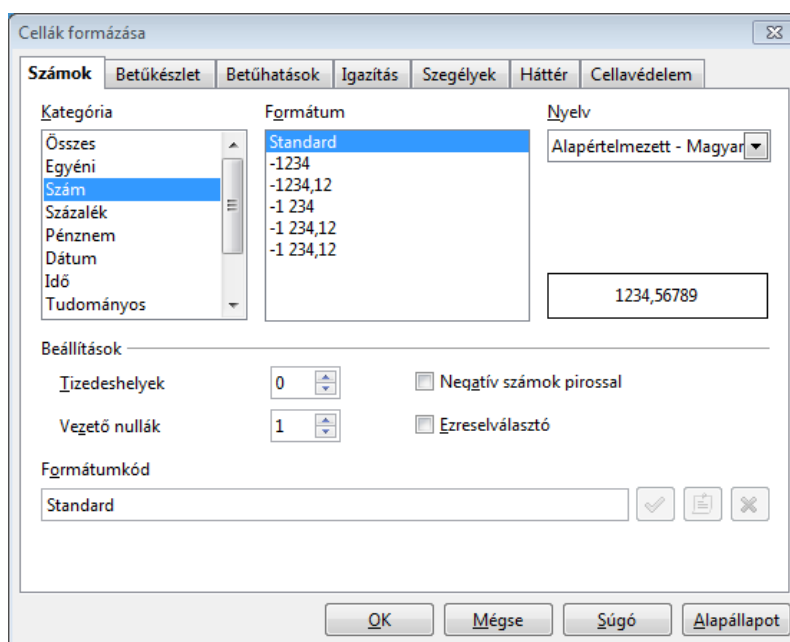 Cellák formázása
Számok Betűkészlet Betűhatások Igazítás Szegélyek Háttér Cellavédelem
Kategória
Összes
Egyéni
Szám
Százalék
Pénznem
Dátum
Idő
Tudományos
Formátum
Standard
-1234
-1234,12
-1 234
-1 234,12
-1 234,12
Nyelv
Alapértelmezett - Magyar
1234,56789
Beállítások
Tizedeshelyek 0
Negatív számok pirossal
Vezető nullák 1
Ezreselválasztó
Formátumkód
Standard
OK Mégse Súgó Alapállapot